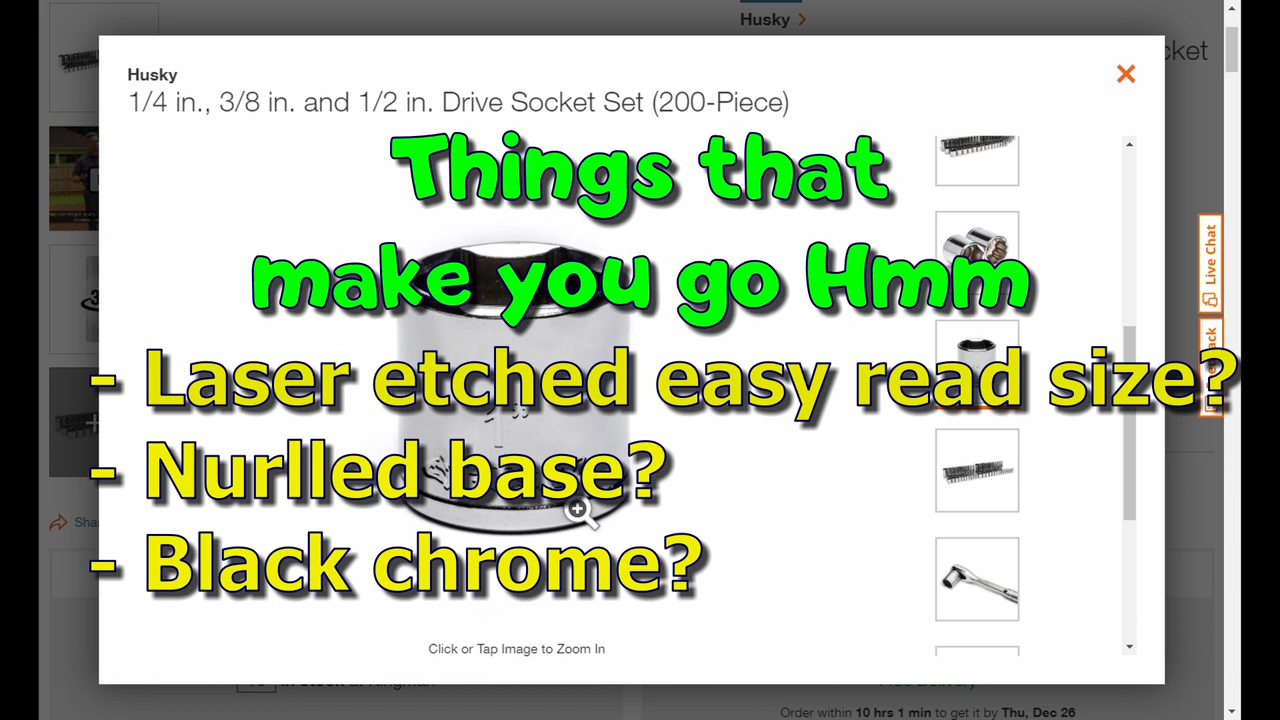 Husky >
cket
Husky
1/4 in., 3/8 in. and 1/2 in. Drive Socket Set (200-Piece)
Things that
make you go Hmm
Live Chat
- Laser etched easy read size?
- Nurlled base?
- Black chrome?
Click or Tap Image to Zoom In
Order within 10 hrs 1 min to get it by Thu, Dec 26